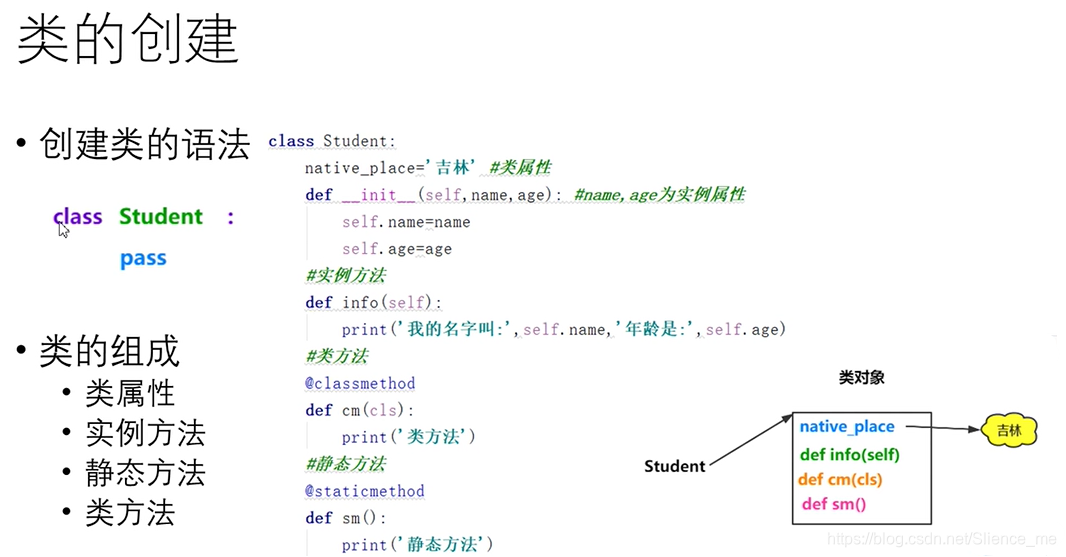 类的创建
• 创建类的语法
class Student :
pass
• 类的组成
• 类属性
• 实例方法
• 静态方法
• 类方法
class Student:
native_place='吉林' #类属性
def __init__(self,name,age): #name,age为实例属性
self.name=name
self.age=age
#实例方法
def info(self):
print('我的名字叫:',self.name,'年龄是:',self.age)
#类方法
@classmethod
def cm(cls):
print('类方法')
#静态方法
@staticmethod
def sm():
print('静态方法')
类对象
Student
native_place
吉林
def info(self)
def cm(cls)
def sm()
https://blog.csdn.net/Slience_me